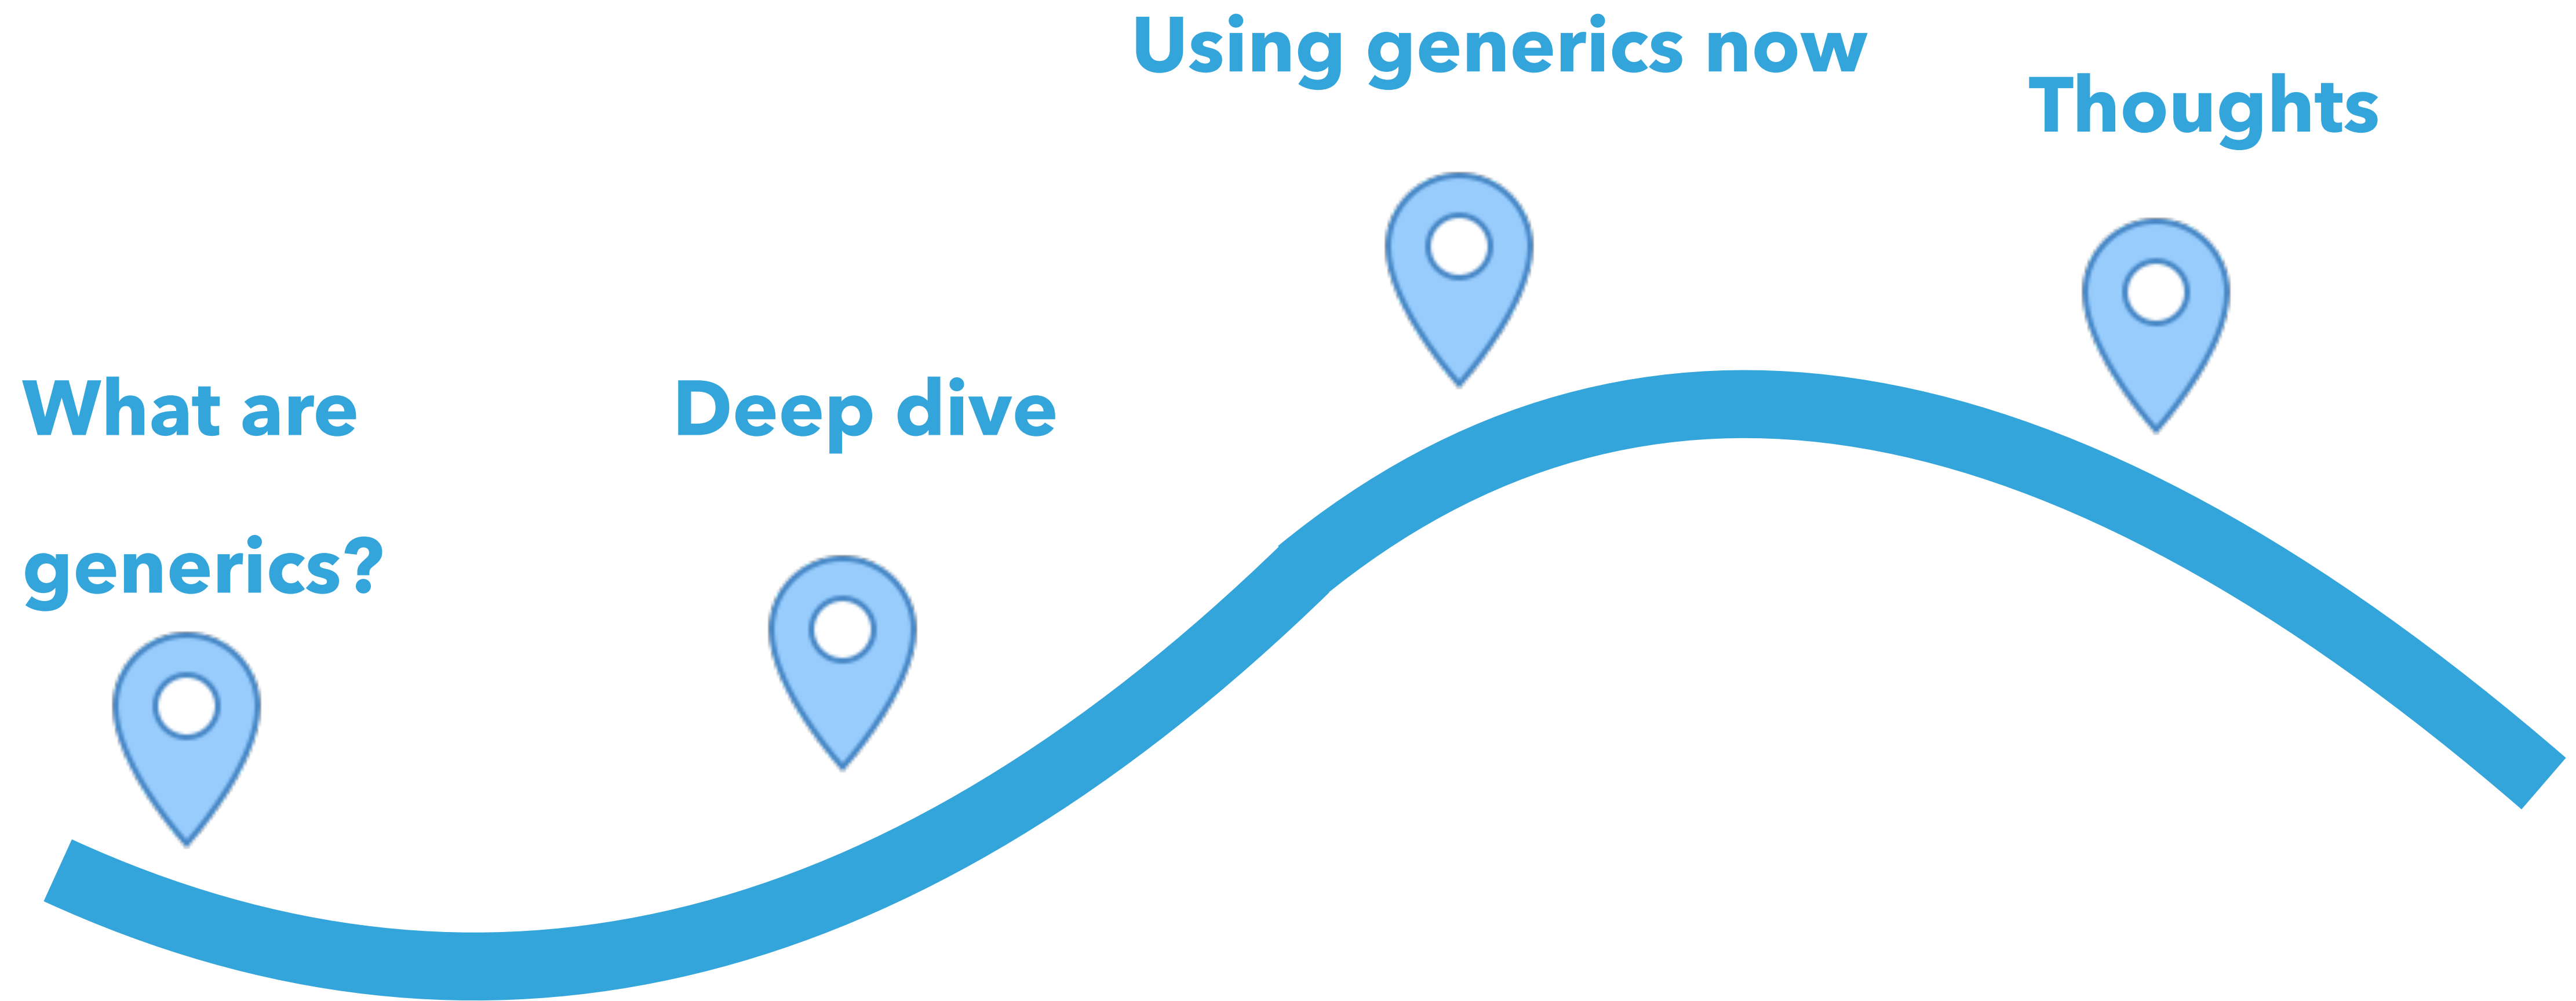 What are
generics?
Deep dive
Using generics now
Thoughts